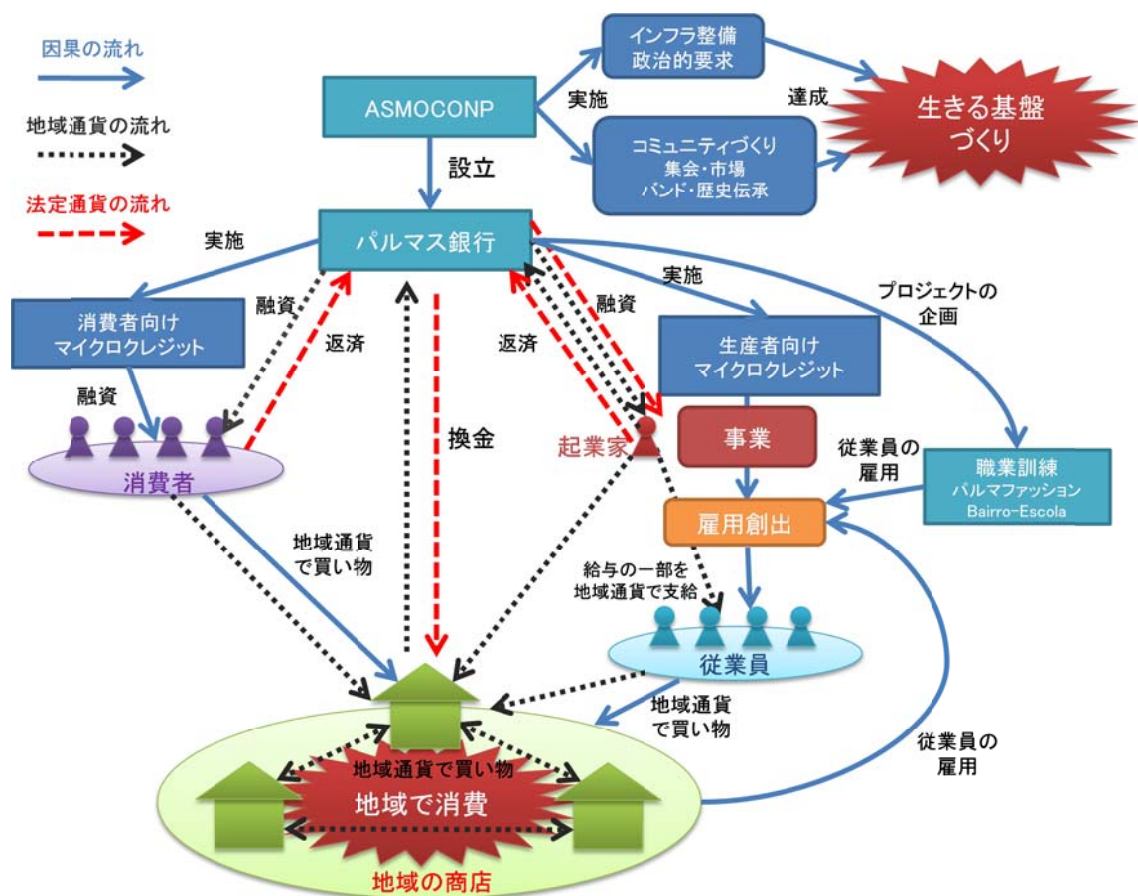 因果の流れ
地域通貨の流れ
法定通貨の流れ
インフラ整備
政治的要求
ASMOCONP
実施
達成
生きる基盤
づくり
コミュニティづくり
集会・市場
バンド・歴史伝承
設立
パルマス銀行
実施
実施
プロジェクトの
企画
消費者向け
マイクロクレジット
融資
返済
融資
返済
生産者向け
マイクロクレジット
融資
換金
起業家
事業
消費者
従業員の
雇用
職業訓練
パルマファッション
Bairro-Escola
雇用創出
地域通貨
で買い物
給与の一部を
地域通貨で支給
従業員
地域通貨
で買い物
従業員の
雇用
地域通貨で買い物
地域で消費
地域の商店